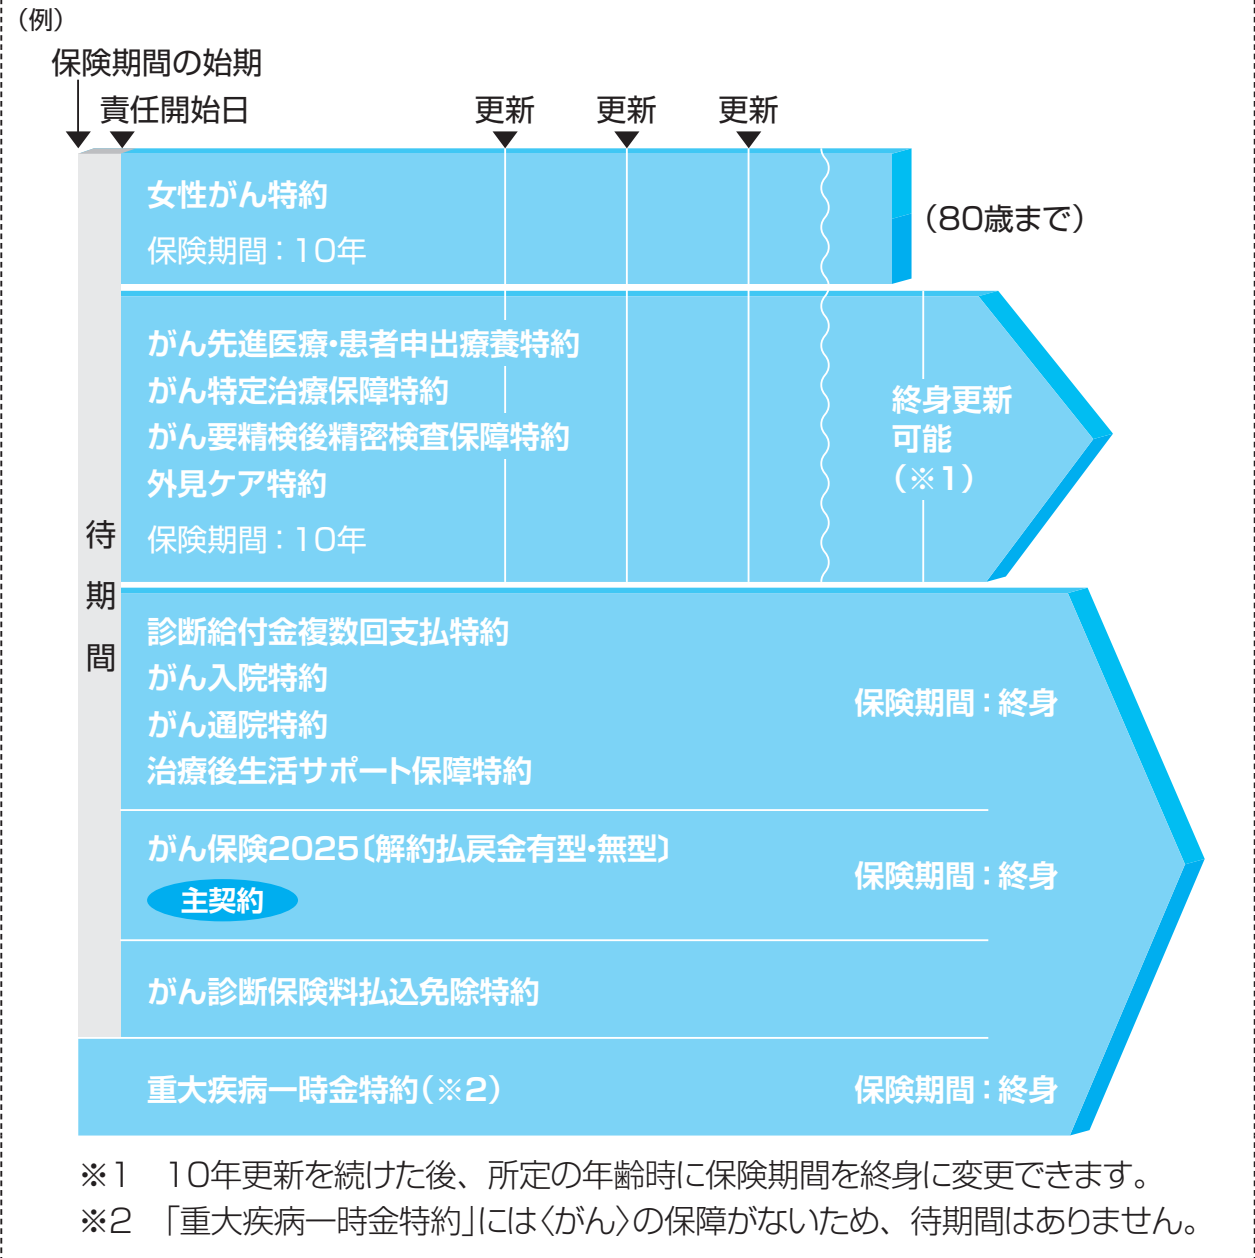 （例）
保険期間の始期
責任開始日
更新
更新
更新
女性がん特約
保険期間：10年
（80歳まで）
がん先進医療・患者申出療養特約
がん特定治療保障特約
がん要精検後精密検査保障特約
外見ケア特約
保険期間：10年
終身更新
可能
（※1）
待期間
診断給付金複数回支払特約
がん入院特約
がん通院特約
治療後生活サポート保障特約
保険期間：終身
がん保険2025〔解約払戻金有型・無型〕
主契約
保険期間：終身
がん診断保険料払込免除特約
重大疾病一時金特約（※2）
保険期間：終身
※1　10年更新を続けた後、所定の年齢時に保険期間を終身に変更できます。
※2　「重大疾病一時金特約」には〈がん〉の保障がないため、待期間はありません。